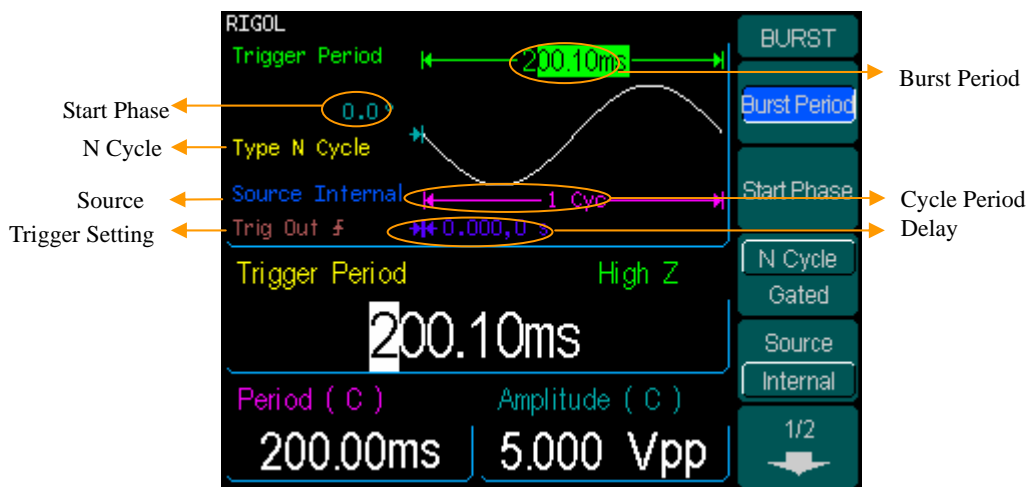 RIGOL
BURST
Trigger Period
200.10ms
Burst Period
Burst Period
Start Phase
0.0°
N Cycle
Type N Cycle
Source
Source Internal
1 Cyc
Start Phase
Cycle Period
Trigger Setting
Trig Out
0.000,0 s
Delay
N Cycle
Gated
Trigger Period
High Z
200.10ms
Source
Internal
Period ( C )
Amplitude ( C )
200.00ms
5.000 Vpp
1/2